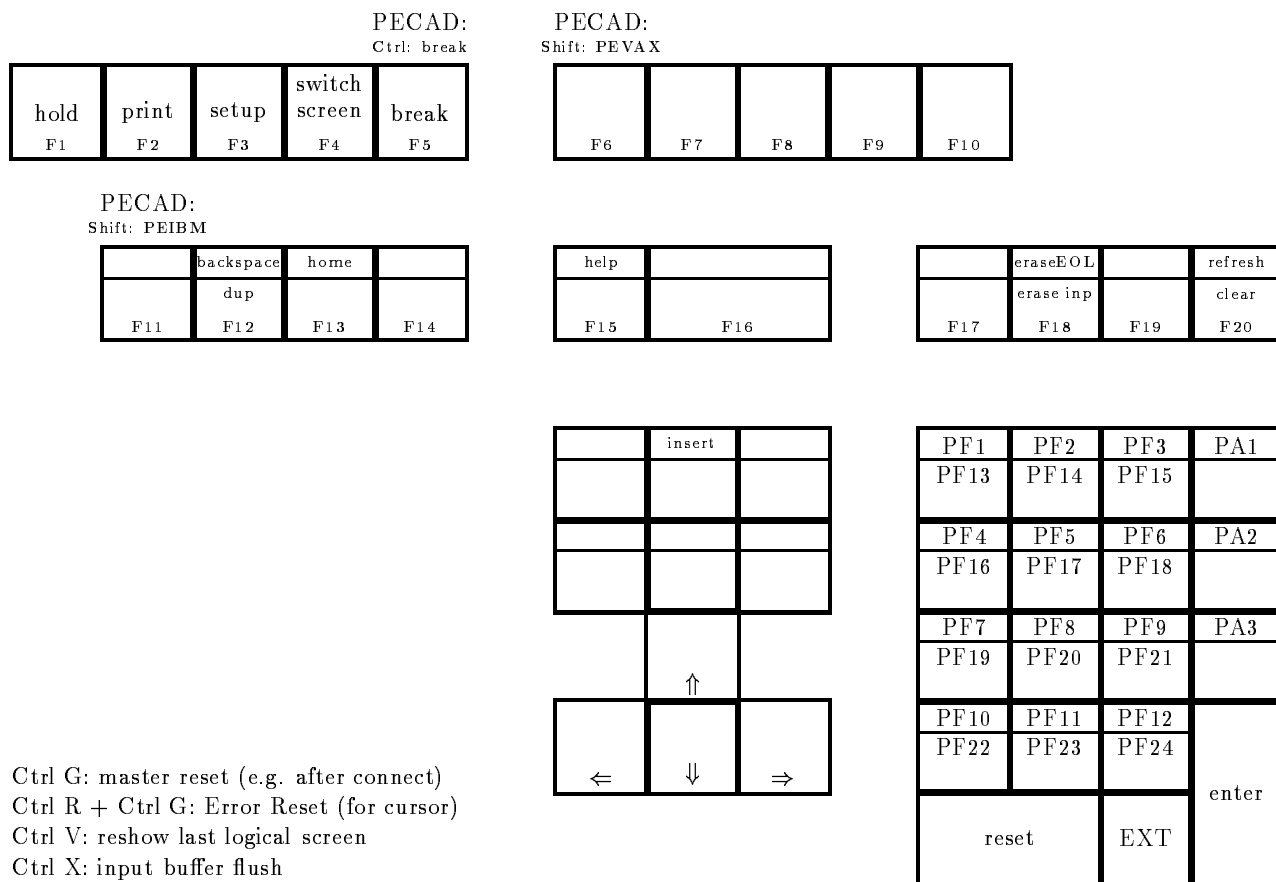 PECAD: PECAD:
Ctrl: break Shift: PEVAX
hold print setup switch screen break
F1 F2 F3 F4 F5 F6 F7 F8 F9 F10
PECAD:
Shift: PEIBM
backspace home help eraseEOL refresh
dup erase inp clear
F11 F12 F13 F14 F15 F16 F17 F18 F19 F20
insert PF1 PF2 PF3 PA1
PF13 PF14 PF15
PF4 PF5 PF6 PA2
PF16 PF17 PF18
PF7 PF8 PF9 PA3
PF19 PF20 PF21
⇑
PF10 PF11 PF12
PF22 PF23 PF24
⇐ ⇓ ⇒
enter
reset EXT
Ctrl G: master reset (e.g. after connect)
Ctrl R + Ctrl G: Error Reset (for cursor)
Ctrl V: reshow last logical screen
Ctrl X: input buffer flush